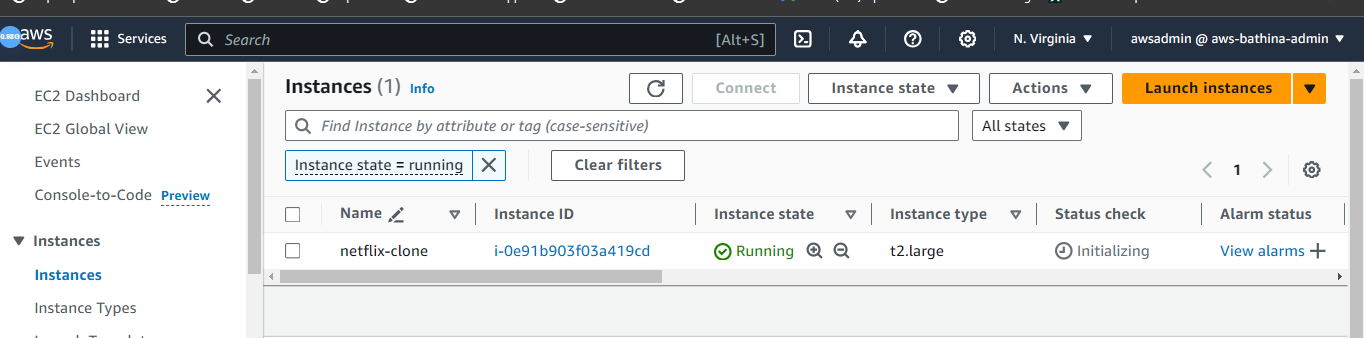 0.98G aws Services Search [Alt+S] N. Virginia awsadmin @ aws-bathina-admin
EC2 Dashboard
EC2 Global View
Events
Console-to-Code Preview
Instances
Instances
Instance Types
Instances (1) Info Connect Instance state Actions Launch instances
Find Instance by attribute or tag (case-sensitive) All states
Instance state = running Clear filters 1
Name Instance ID Instance state Instance type Status check Alarm status
netflix-clone i-0e91b903f03a419cd Running t2.large Initializing View alarms